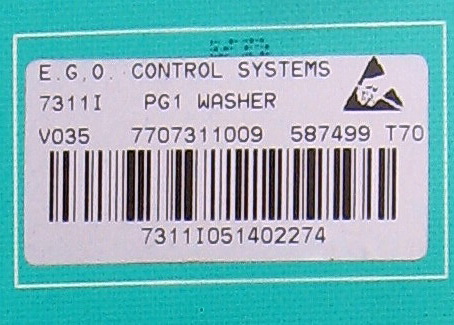 E.G.O. CONTROL SYSTEMS
7311I PG1 WASHER
V035 7707311009 587499 T70
7311I051402274